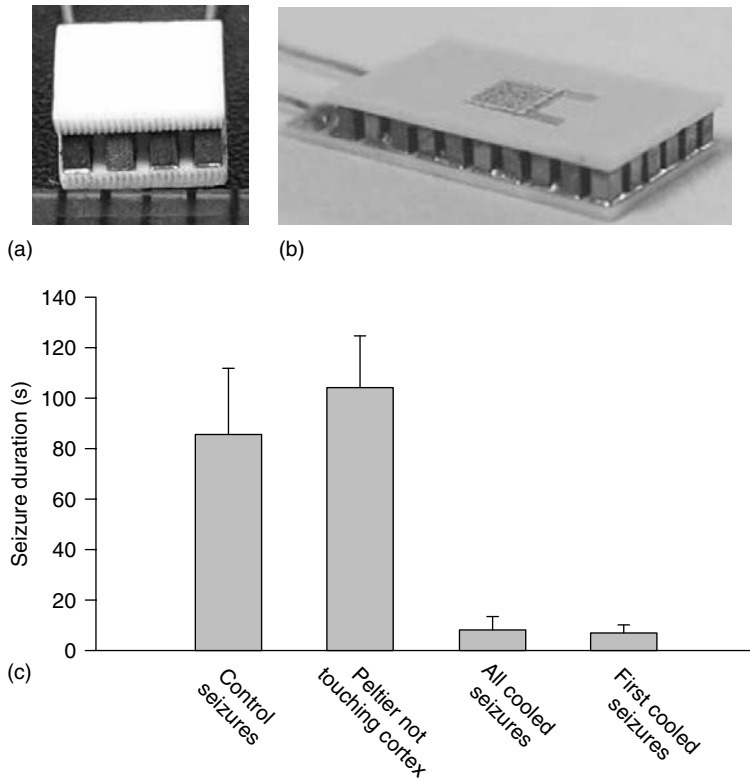 (a)
(b)
140
120
100
80
60
40
20
0
Seizure duration (s)
Control
seizures
Peltier not
touching cortex
All cooled
seizures
First cooled
seizures
(c)